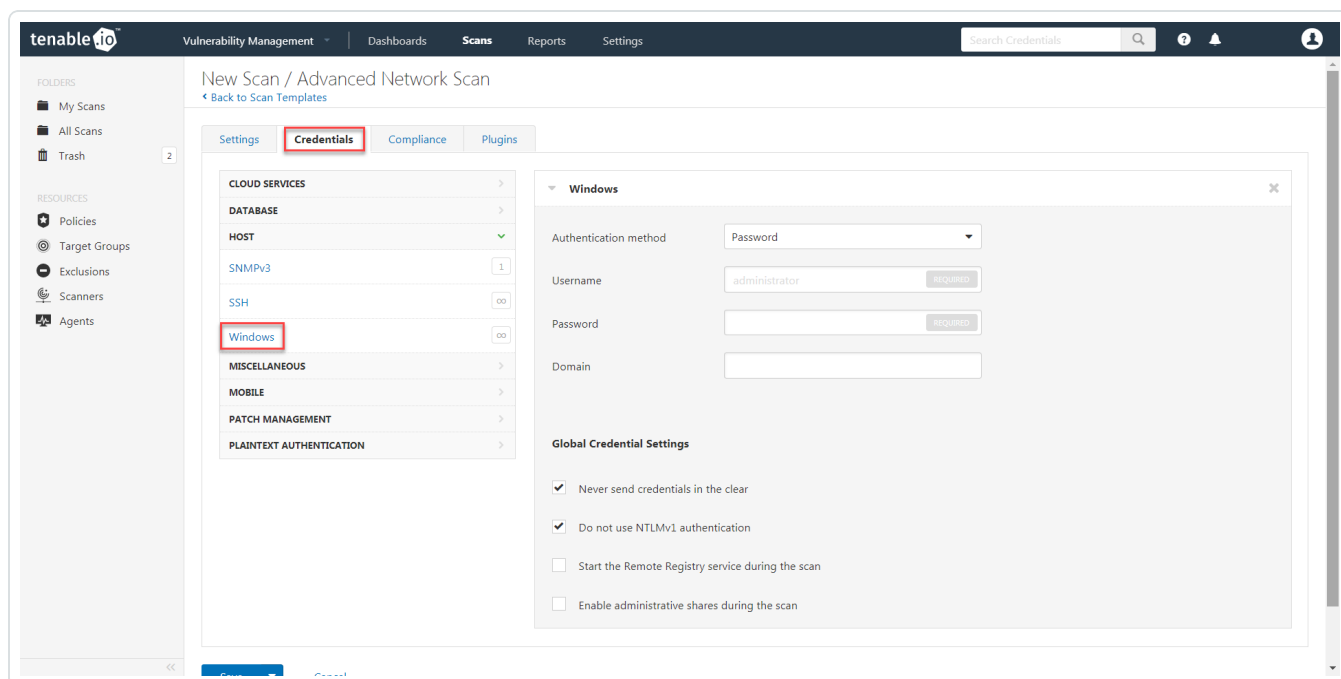 tenable.io
Vulnerability Management
Dashboards
Scans
Reports
Settings
Search Credentials
FOLDERS
My Scans
All Scans
Trash
2
RESOURCES
Policies
Target Groups
Exclusions
Scanners
Agents
New Scan / Advanced Network Scan
Back to Scan Templates
Settings
Credentials
Compliance
Plugins
CLOUD SERVICES
DATABASE
HOST
SNMPv3
1
SSH
∞
Windows
∞
MISCELLANEOUS
MOBILE
PATCH MANAGEMENT
PLAINTEXT AUTHENTICATION
Windows
Authentication method
Password
Username
administrator
REQUIRED
Password
REQUIRED
Domain
Global Credential Settings
Never send credentials in the clear
Do not use NTLMv1 authentication
Start the Remote Registry service during the scan
Enable administrative shares during the scan
Save
Cancel